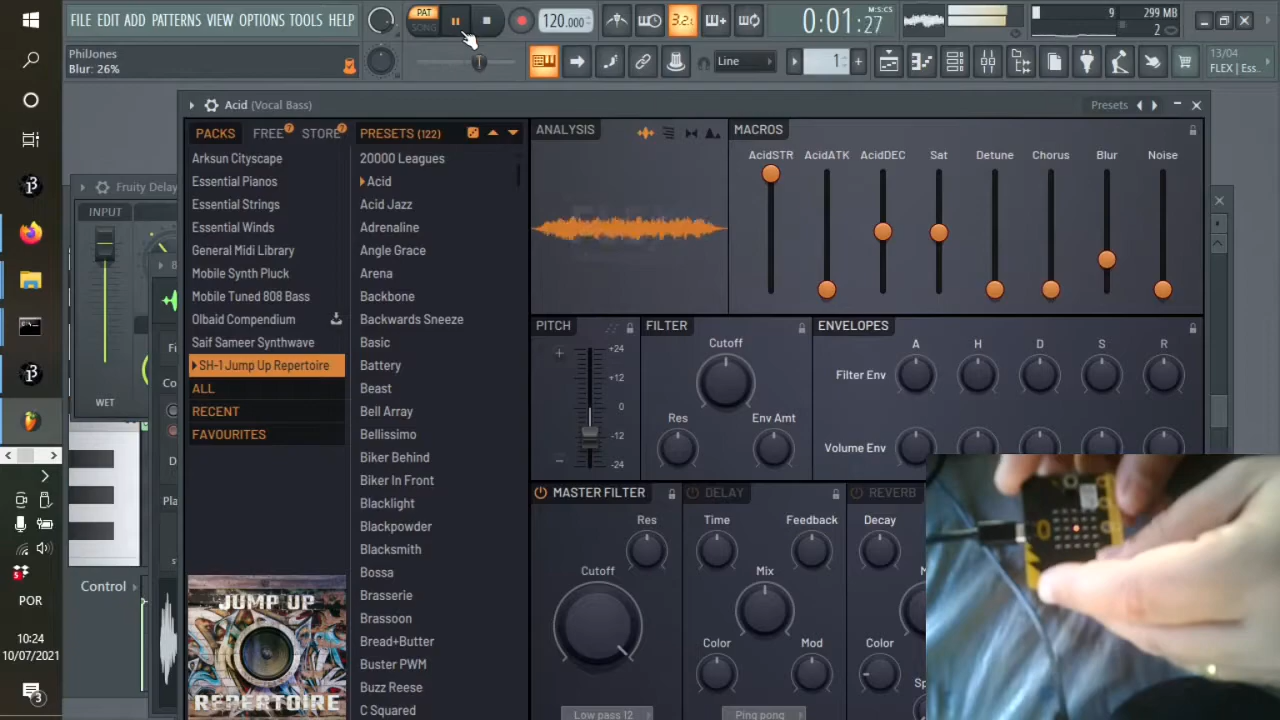 FILE EDIT ADD PATTERNS VIEW OPTIONS TOOLS HELP
PAT
SONG
120.000
3.2
0:01:27
M:S:CS
9
299 MB
2
PhilJones
Blur: 26%
Line
1
13/04
FLEX | Ess..
Acid (Vocal Bass)
Presets
PACKS
FREE
?
STORE
?
PRESETS (122)
Arksun Cityscape
Essential Pianos
Essential Strings
Essential Winds
General Midi Library
Mobile Synth Pluck
Mobile Tuned 808 Bass
Olbaid Compendium
Saif Sameer Synthwave
SH-1 Jump Up Repertoire
ALL
RECENT
FAVOURITES
20000 Leagues
Acid
Acid Jazz
Adrenaline
Angle Grace
Arena
Backbone
Backwards Sneeze
Basic
Battery
Beast
Bell Array
Bellissimo
Biker Behind
Biker In Front
Blacklight
Blackpowder
Blacksmith
Bossa
Brasserie
Brassoon
Bread+Butter
Buster PWM
Buzz Reese
C Squared
ANALYSIS
MACROS
AcidSTR
AcidATK
AcidDEC
Sat
Detune
Chorus
Blur
Noise
PITCH
+24
+12
0
-12
-24
FILTER
Cutoff
Res
Env Amt
ENVELOPES
A
H
D
S
R
Filter Env
Volume Env
MASTER FILTER
Res
Cutoff
Low pass 12
DELAY
Time
Feedback
Mix
Color
Mod
Ping pong
REVERB
Decay
Color
Fruity Delay
INPUT
WET
Control
JUMP UP
REPERTOIRE
POR
10:24
10/07/2021
3